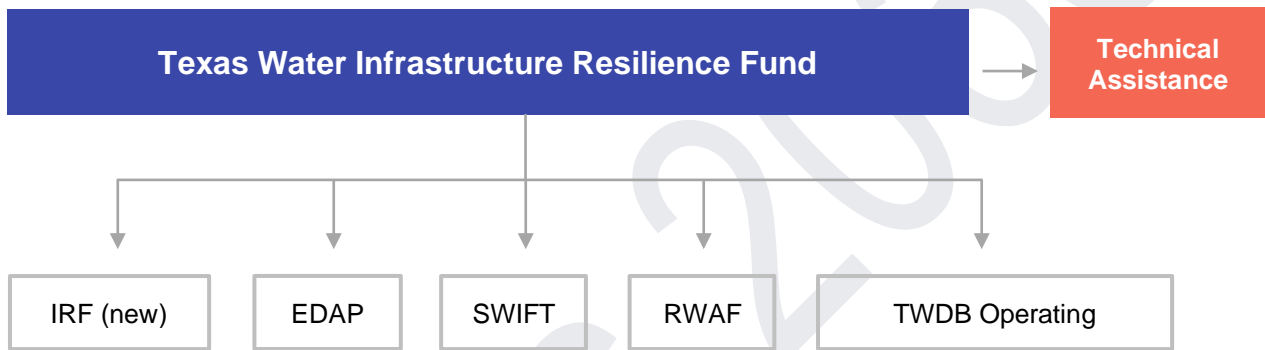 Texas Water Infrastructure Resilience Fund
Technical
Assistance
IRF (new)
EDAP
SWIFT
RWAF
TWDB Operating